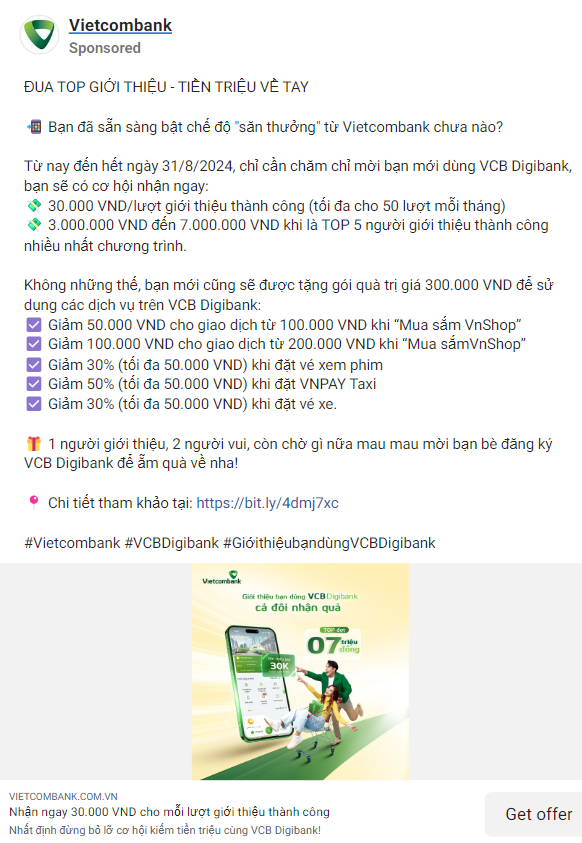 Vietcombank
Sponsored
ĐUA TOP GIỚI THIỆU - TIỀN TRIỆU VỀ TAY
📲 Bạn đã sẵn sàng bật chế độ "săn thưởng" từ Vietcombank chưa nào?
Từ nay đến hết ngày 31/8/2024, chỉ cần chăm chỉ mời bạn mới dùng VCB Digibank,
bạn sẽ có cơ hội nhận ngay:
💸 30.000 VND/lượt giới thiệu thành công (tối đa cho 50 lượt mỗi tháng)
💸 3.000.000 VND đến 7.000.000 VND khi là TOP 5 người giới thiệu thành công
nhiều nhất chương trình.
Không những thế, bạn mới cũng sẽ được tặng gói quà trị giá 300.000 VND để sử
dụng các dịch vụ trên VCB Digibank:
☑ Giảm 50.000 VND cho giao dịch từ 100.000 VND khi “Mua sắm VnShop”
☑ Giảm 100.000 VND cho giao dịch từ 200.000 VND khi “Mua sắmVnShop”
☑ Giảm 30% (tối đa 50.000 VND) khi đặt vé xem phim
☑ Giảm 50% (tối đa 50.000 VND) khi đặt VNPAY Taxi
☑ Giảm 30% (tối đa 50.000 VND) khi đặt vé xe.
🎁 1 người giới thiệu, 2 người vui, còn chờ gì nữa mau mau mời bạn bè đăng ký
VCB Digibank để ẵm quà về nha!
📍 Chi tiết tham khảo tại: https://bit.ly/4dmj7xc
#Vietcombank #VCBDigibank #GiớithiệubạndùngVCBDigibank
Vietcombank
Giới thiệu bạn dùng VCBDigibank
cả đôi nhận quà
TOP đạt
07 triệu
đồng
30K
VIETCOMBANK.COM.VN
Nhận ngay 30.000 VND cho mỗi lượt giới thiệu thành công
Nhất định đừng bỏ lỡ cơ hội kiếm tiền triệu cùng VCB Digibank!
Get offer